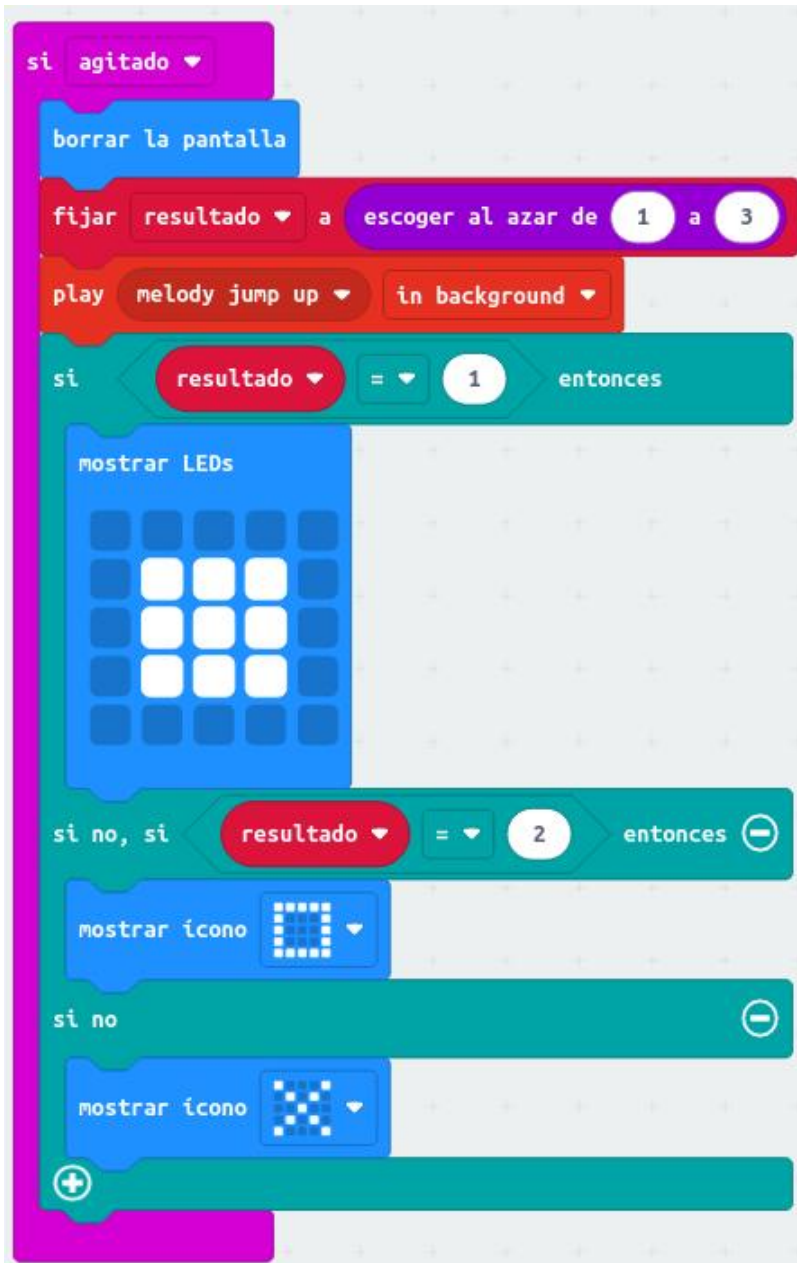 si agitado
borrar la pantalla
fijar resultado a escoger al azar de 1 a 3
play melody jump up in background
si resultado = 1 entonces
mostrar LEDs
si no, si resultado = 2 entonces
mostrar ícono
si no
mostrar ícono